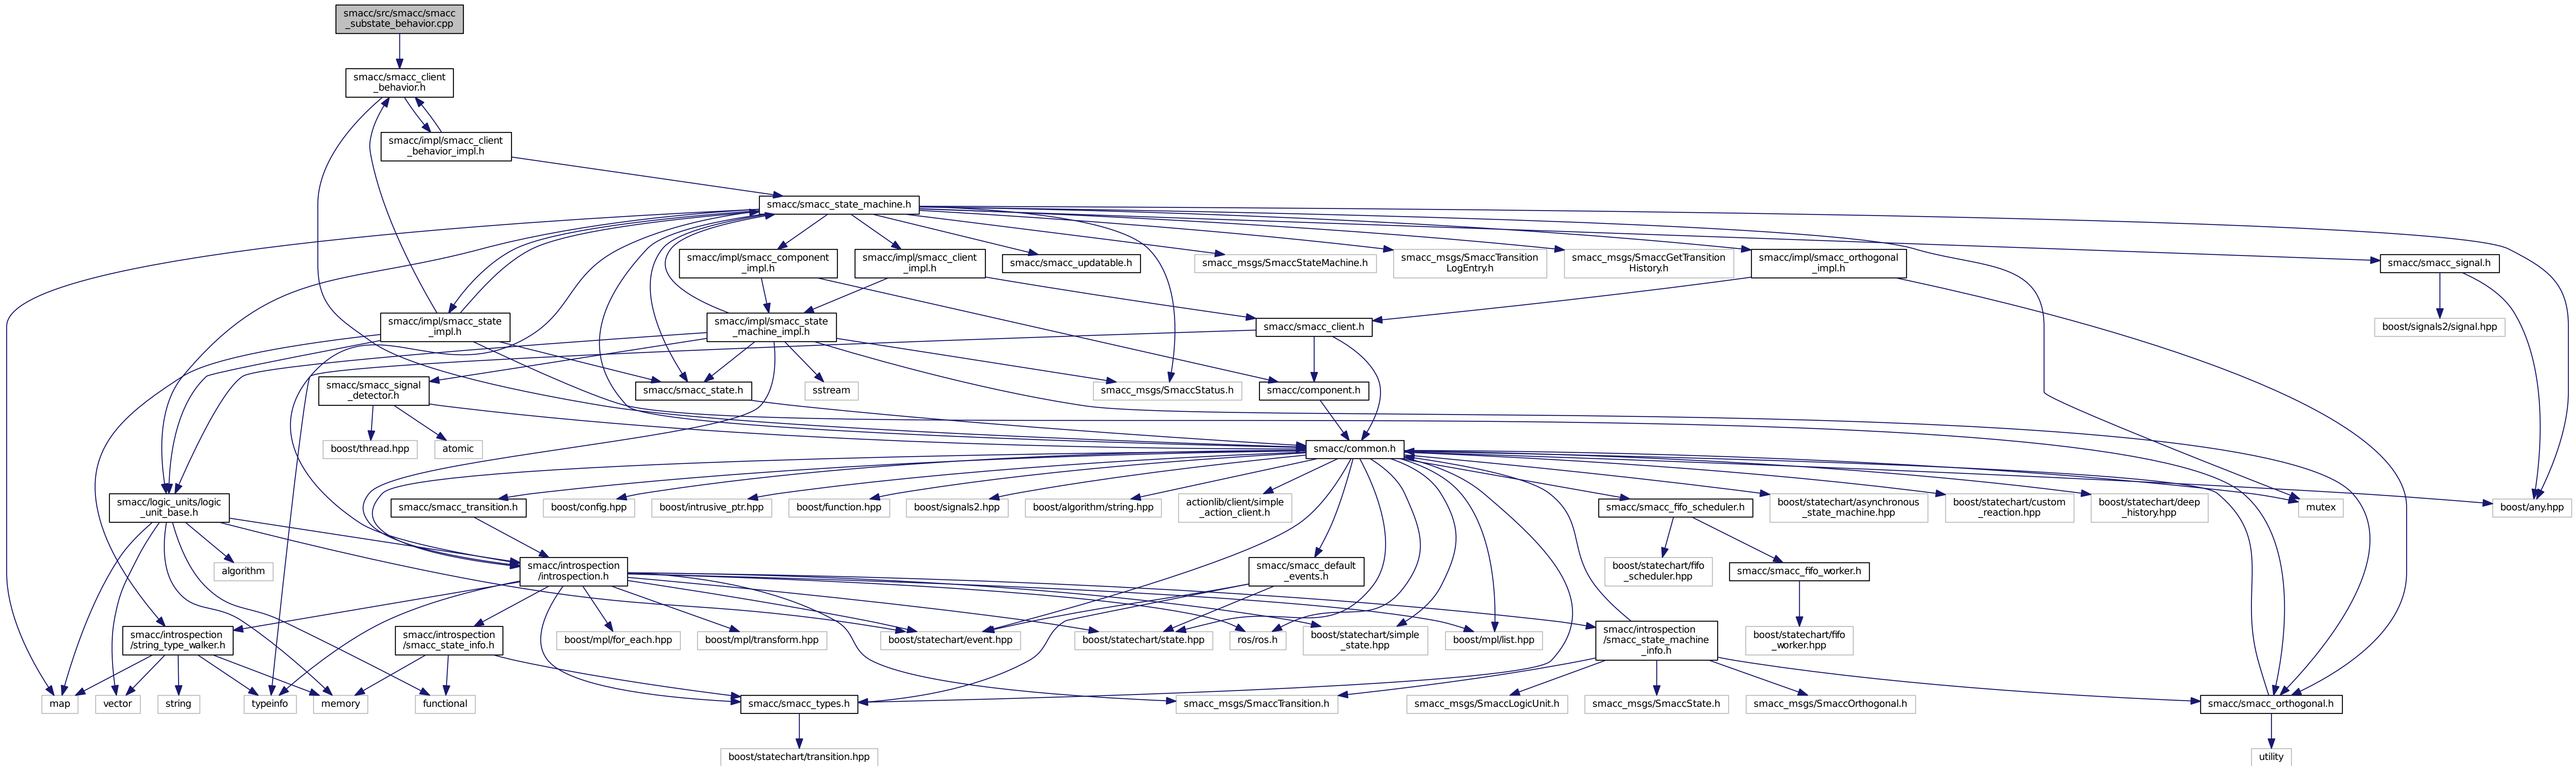 smacc/src/smacc/smacc
_substate_behavior.cpp
smacc/smacc_client
_behavior.h
smacc/impl/smacc_client
_behavior_impl.h
smacc/smacc_state_machine.h
smacc/impl/smacc_component
_impl.h
smacc/impl/smacc_client
_impl.h
smacc/smacc_updatable.h
smacc_msgs/SmaccStateMachine.h
smacc_msgs/SmaccTransition
LogEntry.h
smacc_msgs/SmaccGetTransition
History.h
smacc/impl/smacc_orthogonal
_impl.h
smacc/smacc_signal.h
smacc/impl/smacc_state
_impl.h
smacc/impl/smacc_state
_machine_impl.h
smacc/smacc_client.h
boost/signals2/signal.hpp
smacc/smacc_signal
_detector.h
smacc/smacc_state.h
sstream
smacc_msgs/SmaccStatus.h
smacc/component.h
boost/thread.hpp
atomic
smacc/common.h
smacc/logic_units/logic
_unit_base.h
smacc/smacc_transition.h
boost/config.hpp
boost/intrusive_ptr.hpp
boost/function.hpp
boost/signals2.hpp
boost/algorithm/string.hpp
actionlib/client/simple
_action_client.h
smacc/smacc_fifo_scheduler.h
boost/statechart/asynchronous
_state_machine.hpp
boost/statechart/custom
_reaction.hpp
boost/statechart/deep
_history.hpp
mutex
boost/any.hpp
algorithm
smacc/introspection
/introspection.h
smacc/smacc_default
_events.h
boost/statechart/fifo
_scheduler.hpp
smacc/smacc_fifo_worker.h
smacc/introspection
/string_type_walker.h
smacc/introspection
/smacc_state_info.h
boost/mpl/for_each.hpp
boost/mpl/transform.hpp
boost/statechart/event.hpp
boost/statechart/state.hpp
ros/ros.h
boost/statechart/simple
_state.hpp
boost/mpl/list.hpp
smacc/introspection
/smacc_state_machine
_info.h
boost/statechart/fifo
_worker.hpp
map
vector
string
typeinfo
memory
functional
smacc/smacc_types.h
smacc_msgs/SmaccTransition.h
smacc_msgs/SmaccLogicUnit.h
smacc_msgs/SmaccState.h
smacc_msgs/SmaccOrthogonal.h
smacc/smacc_orthogonal.h
boost/statechart/transition.hpp
utility